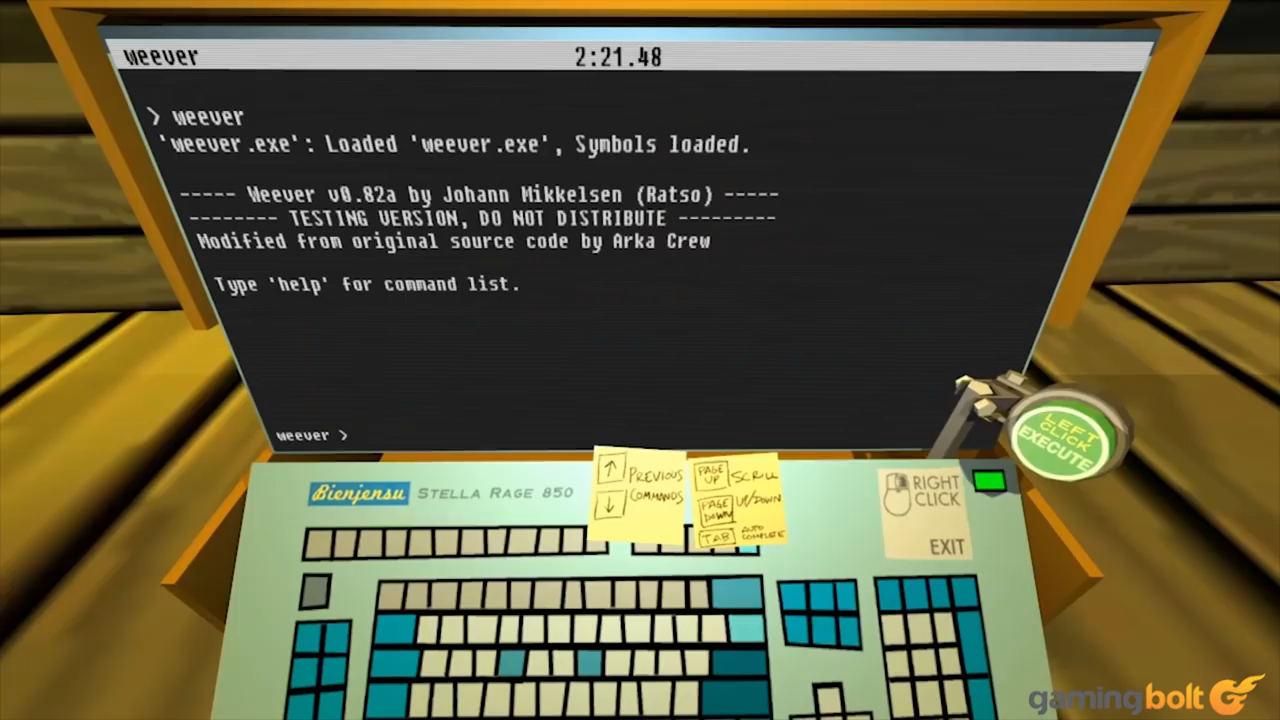 weever 2:21.48
> weever
'weever.exe': Loaded 'weever.exe', Symbols loaded.
----- Weever v0.82a by Johann Mikkelsen (Ratso) -----
-------- TESTING VERSION, DO NOT DISTRIBUTE ---------
Modified from original source code by Arka Crew
Type 'help' for command list.
weever >
LEFT
CLICK
EXECUTE
Bienjensu STELLA RAGE 850
↑ PREVIOUS
↓ COMMANDS
PAGE UP SCROLL
PAGE DOWN UP/DOWN
TAB AUTO COMPLETE
RIGHT
CLICK
EXIT
gamingbolt